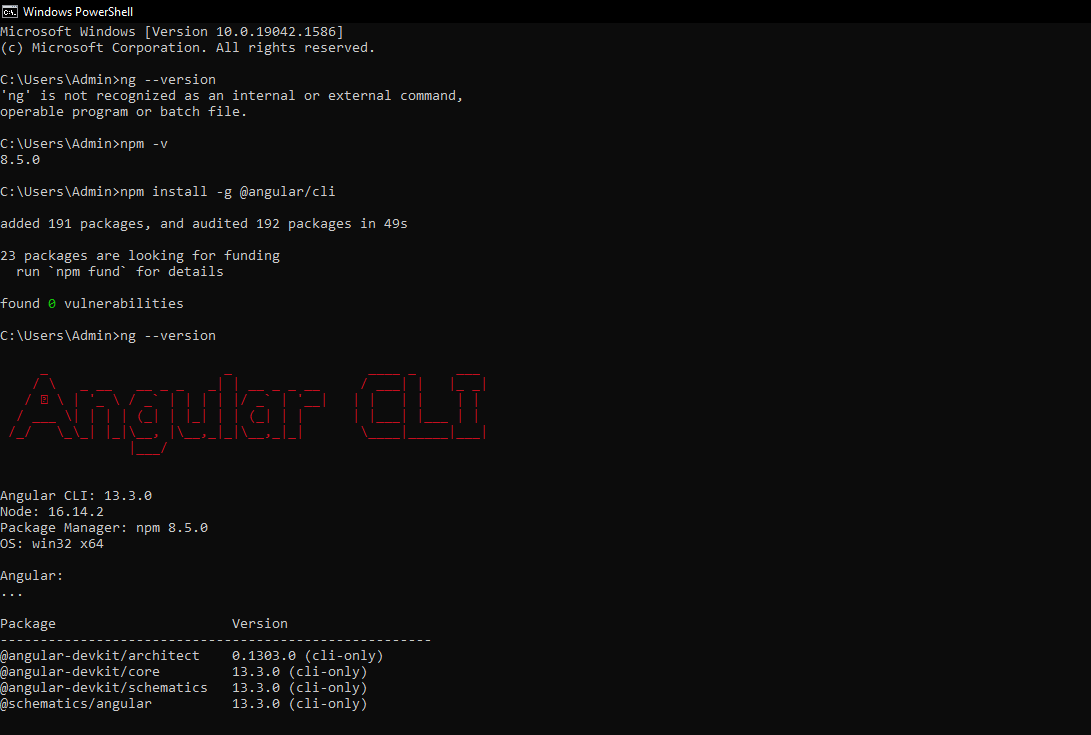 Windows PowerShell
Microsoft Windows [Version 10.0.19042.1586]
(c) Microsoft Corporation. All rights reserved.
C:\Users\Admin>ng --version
'ng' is not recognized as an internal or external command,
operable program or batch file.
C:\Users\Admin>npm -v
8.5.0
C:\Users\Admin>npm install -g @angular/cli
added 191 packages, and audited 192 packages in 49s
23 packages are looking for funding
  run `npm fund` for details
found 0 vulnerabilities
C:\Users\Admin>ng --version
Angular CLI
Angular CLI: 13.3.0
Node: 16.14.2
Package Manager: npm 8.5.0
OS: win32 x64
Angular:
...
Package                      Version
------------------------------------------------------
@angular-devkit/architect    0.1303.0 (cli-only)
@angular-devkit/core         13.3.0 (cli-only)
@angular-devkit/schematics   13.3.0 (cli-only)
@schematics/angular          13.3.0 (cli-only)